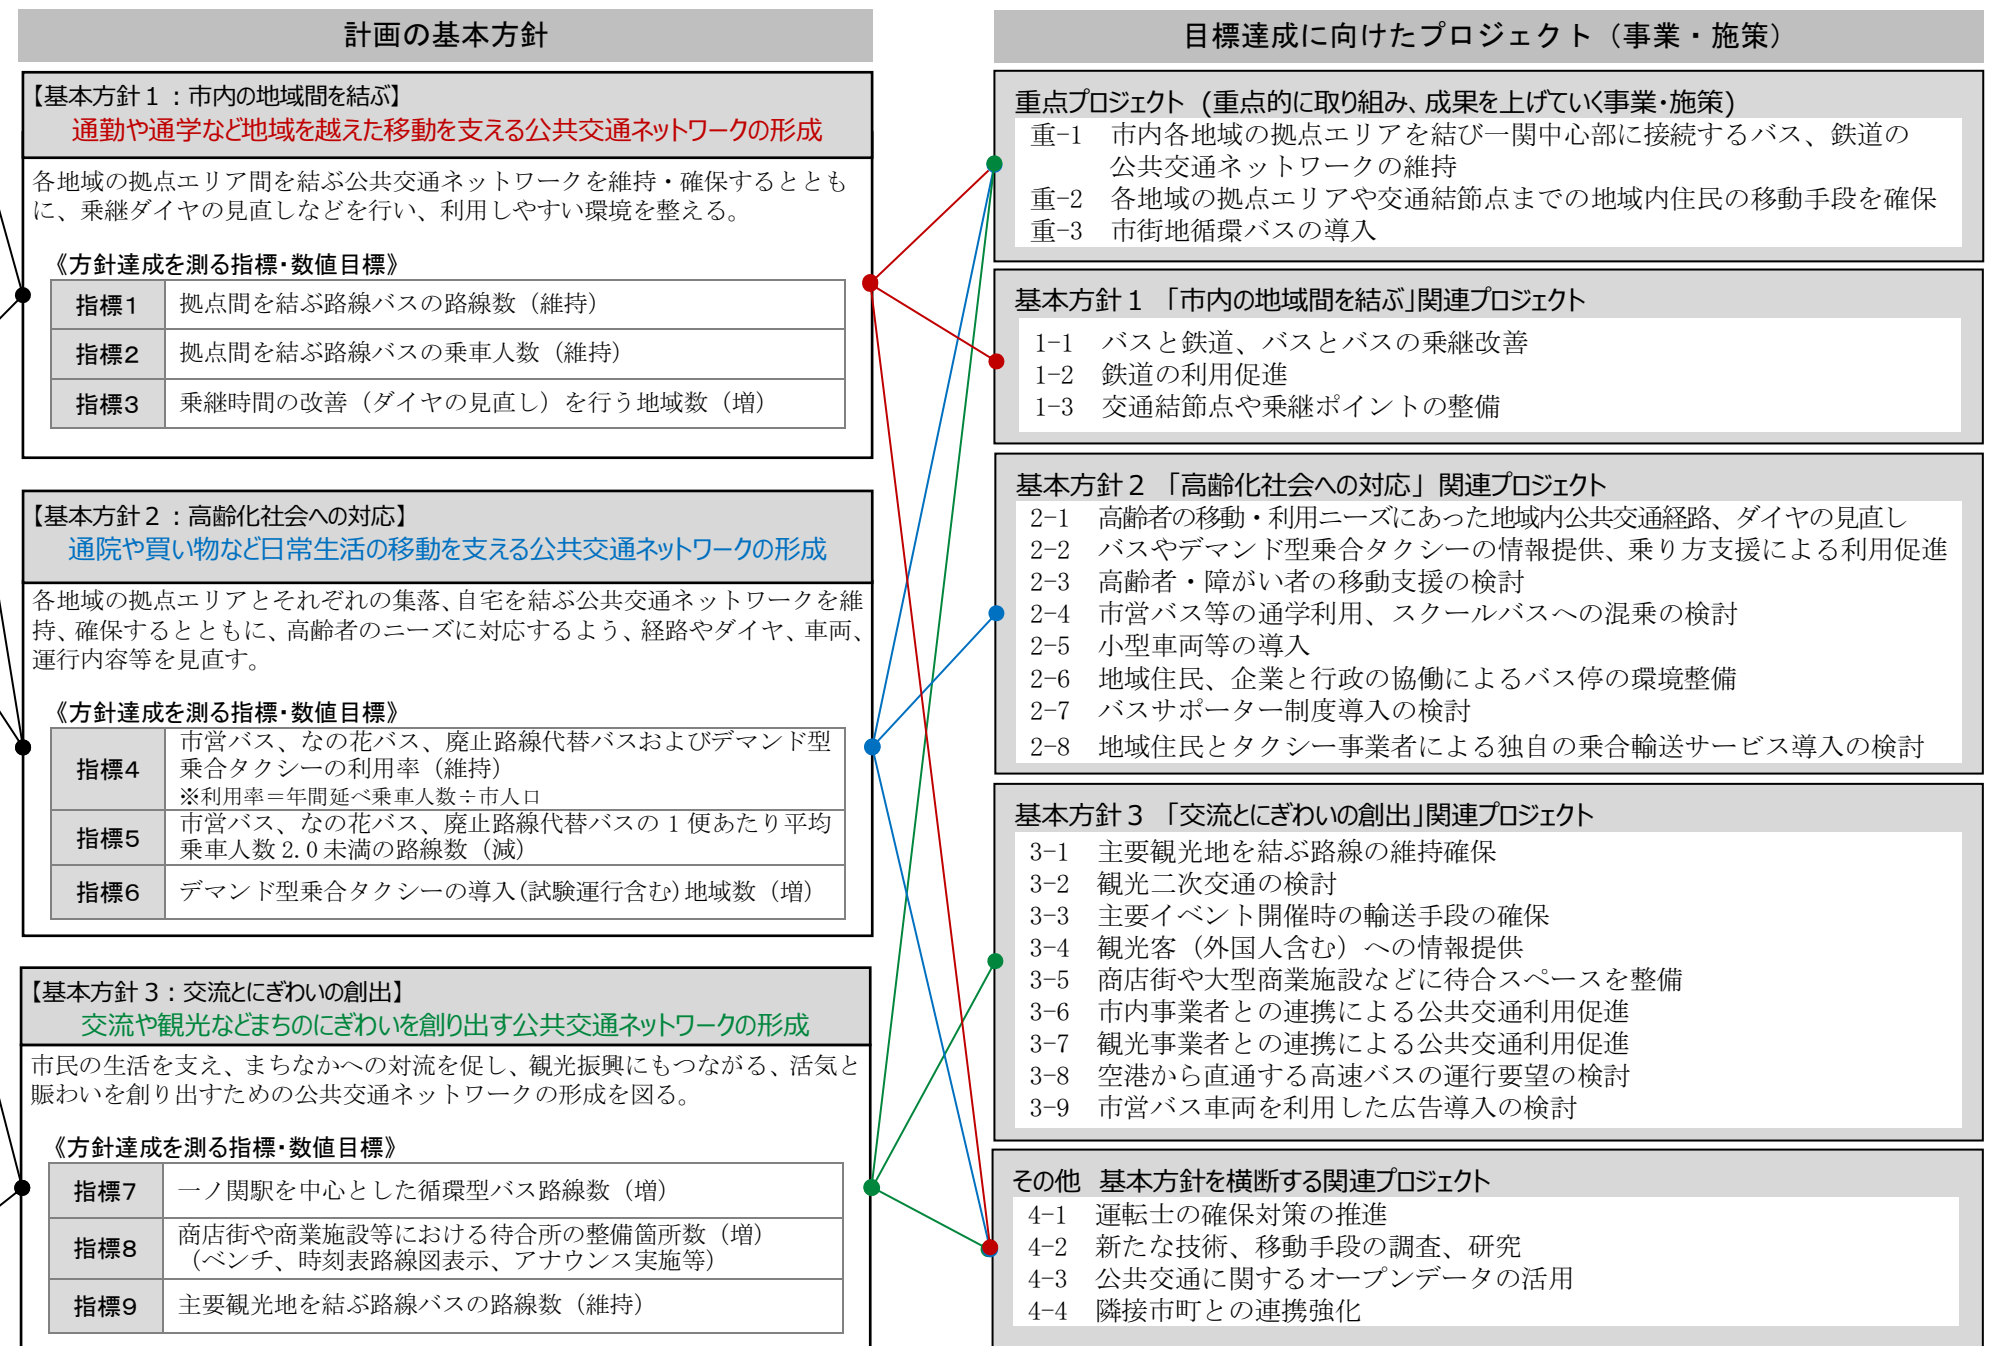 計画の基本方針
【基本方針１：市内の地域間を結ぶ】
通勤や通学など地域を越えた移動を支える公共交通ネットワークの形成
各地域の拠点エリア間を結ぶ公共交通ネットワークを維持・確保するととも
に、乗継ダイヤの見直しなどを行い、利用しやすい環境を整える。
《方針達成を測る指標・数値目標》
指標1 拠点間を結ぶ路線バスの路線数（維持）
指標2 拠点間を結ぶ路線バスの乗車人数（維持）
指標3 乗継時間の改善（ダイヤの見直し）を行う地域数（増）
【基本方針２：高齢化社会への対応】
通院や買い物など日常生活の移動を支える公共交通ネットワークの形成
各地域の拠点エリアとそれぞれの集落、自宅を結ぶ公共交通ネットワークを維
持、確保するとともに、高齢者のニーズに対応するよう、経路やダイヤ、車両、
運行内容等を見直す。
《方針達成を測る指標・数値目標》
指標4 市営バス、なの花バス、廃止路線代替バスおよびデマンド型
乗合タクシーの利用率（維持）
※利用率＝年間延べ乗車人数÷市人口
指標5 市営バス、なの花バス、廃止路線代替バスの１便あたり平均
乗車人数 2.0 未満の路線数（減）
指標6 デマンド型乗合タクシーの導入(試験運行含む)地域数（増）
【基本方針３：交流とにぎわいの創出】
交流や観光などまちのにぎわいを創り出す公共交通ネットワークの形成
市民の生活を支え、まちなかへの対流を促し、観光振興にもつながる、活気と
賑わいを創り出すための公共交通ネットワークの形成を図る。
《方針達成を測る指標・数値目標》
指標7 一ノ関駅を中心とした循環型バス路線数（増）
指標8 商店街や商業施設等における待合所の整備箇所数（増）
（ベンチ、時刻表路線図表示、アナウンス実施等）
指標9 主要観光地を結ぶ路線バスの路線数（維持）
目標達成に向けたプロジェクト（事業・施策）
重点プロジェクト (重点的に取り組み、成果を上げていく事業・施策)
重-1 市内各地域の拠点エリアを結び一関中心部に接続するバス、鉄道の
公共交通ネットワークの維持
重-2 各地域の拠点エリアや交通結節点までの地域内住民の移動手段を確保
重-3 市街地循環バスの導入
基本方針１ 「市内の地域間を結ぶ」関連プロジェクト
1-1 バスと鉄道、バスとバスの乗継改善
1-2 鉄道の利用促進
1-3 交通結節点や乗継ポイントの整備
基本方針２ 「高齢化社会への対応」関連プロジェクト
2-1 高齢者の移動・利用ニーズにあった地域内公共交通経路、ダイヤの見直し
2-2 バスやデマンド型乗合タクシーの情報提供、乗り方支援による利用促進
2-3 高齢者・障がい者の移動支援の検討
2-4 市営バス等の通学利用、スクールバスへの混乗の検討
2-5 小型車両等の導入
2-6 地域住民、企業と行政の協働によるバス停の環境整備
2-7 バスサポーター制度導入の検討
2-8 地域住民とタクシー事業者による独自の乗合輸送サービス導入の検討
基本方針３ 「交流とにぎわいの創出」関連プロジェクト
3-1 主要観光地を結ぶ路線の維持確保
3-2 観光二次交通の検討
3-3 主要イベント開催時の輸送手段の確保
3-4 観光客（外国人含む）への情報提供
3-5 商店街や大型商業施設などに待合スペースを整備
3-6 市内事業者との連携による公共交通利用促進
3-7 観光事業者との連携による公共交通利用促進
3-8 空港から直通する高速バスの運行要望の検討
3-9 市営バス車両を利用した広告導入の検討
その他 基本方針を横断する関連プロジェクト
4-1 運転士の確保対策の推進
4-2 新たな技術、移動手段の調査、研究
4-3 公共交通に関するオープンデータの活用
4-4 隣接市町との連携強化